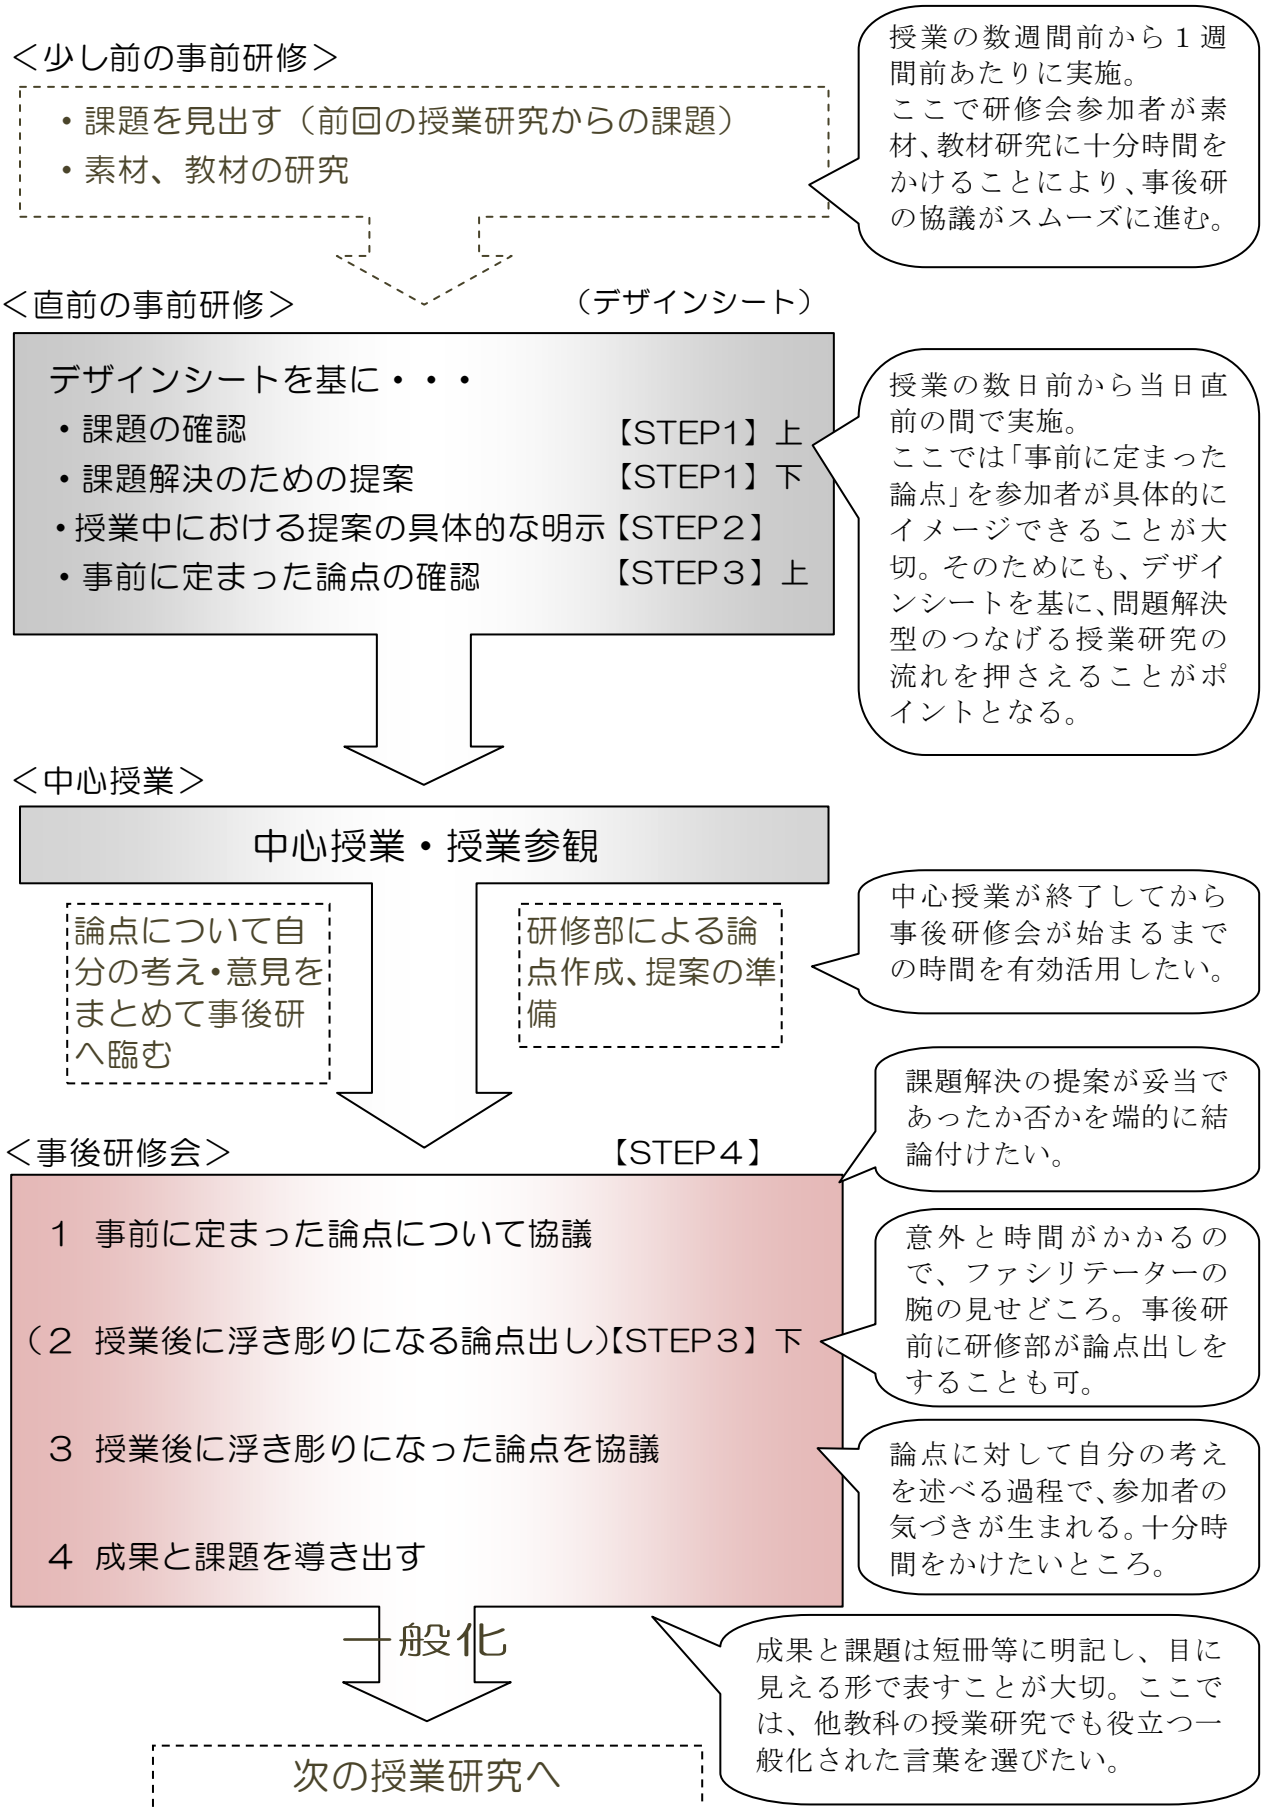 ＜少し前の事前研修＞
・課題を見出す（前回の授業研究からの課題）
・素材、教材の研究
授業の数週間前から１週
間前あたりに実施。
ここで研修会参加者が素
材、教材研究に十分時間を
かけることにより、事後研
の協議がスムーズに進む。
＜直前の事前研修＞
（デザインシート）
デザインシートを基に・・・
・課題の確認 【STEP1】上
・課題解決のための提案 【STEP1】下
・授業中における提案の具体的な明示【STEP２】
・事前に定まった論点の確認 【STEP３】上
授業の数日前から当日直
前の間で実施。
ここでは「事前に定まった
論点」を参加者が具体的に
イメージできることが大
切。そのためにも、デザイ
ンシートを基に、問題解決
型のつなげる授業研究の
流れを押さえることがポ
イントとなる。
＜中心授業＞
中心授業・授業参観
論点について自
分の考え・意見を
まとめて事後研
へ臨む
研修部による論
点作成、提案の準
備
中心授業が終了してから
事後研修会が始まるまで
の時間を有効活用したい。
＜事後研修会＞ 【STEP４】
課題解決の提案が妥当で
あったか否かを端的に結
論付けたい。
１ 事前に定まった論点について協議
（２ 授業後に浮き彫りになる論点出し）【STEP３】下
意外と時間がかかるの
で、ファシリテーターの
腕の見せどころ。事後研
前に研修部が論点出しを
することも可。
３ 授業後に浮き彫りになった論点を協議
論点に対して自分の考え
を述べる過程で、参加者の
気づきが生まれる。十分時
間をかけたいところ。
４ 成果と課題を導き出す
一般化
成果と課題は短冊等に明記し、目に
見える形で表すことが大切。ここで
は、他教科の授業研究でも役立つ一
般化された言葉を選びたい。
次の授業研究へ